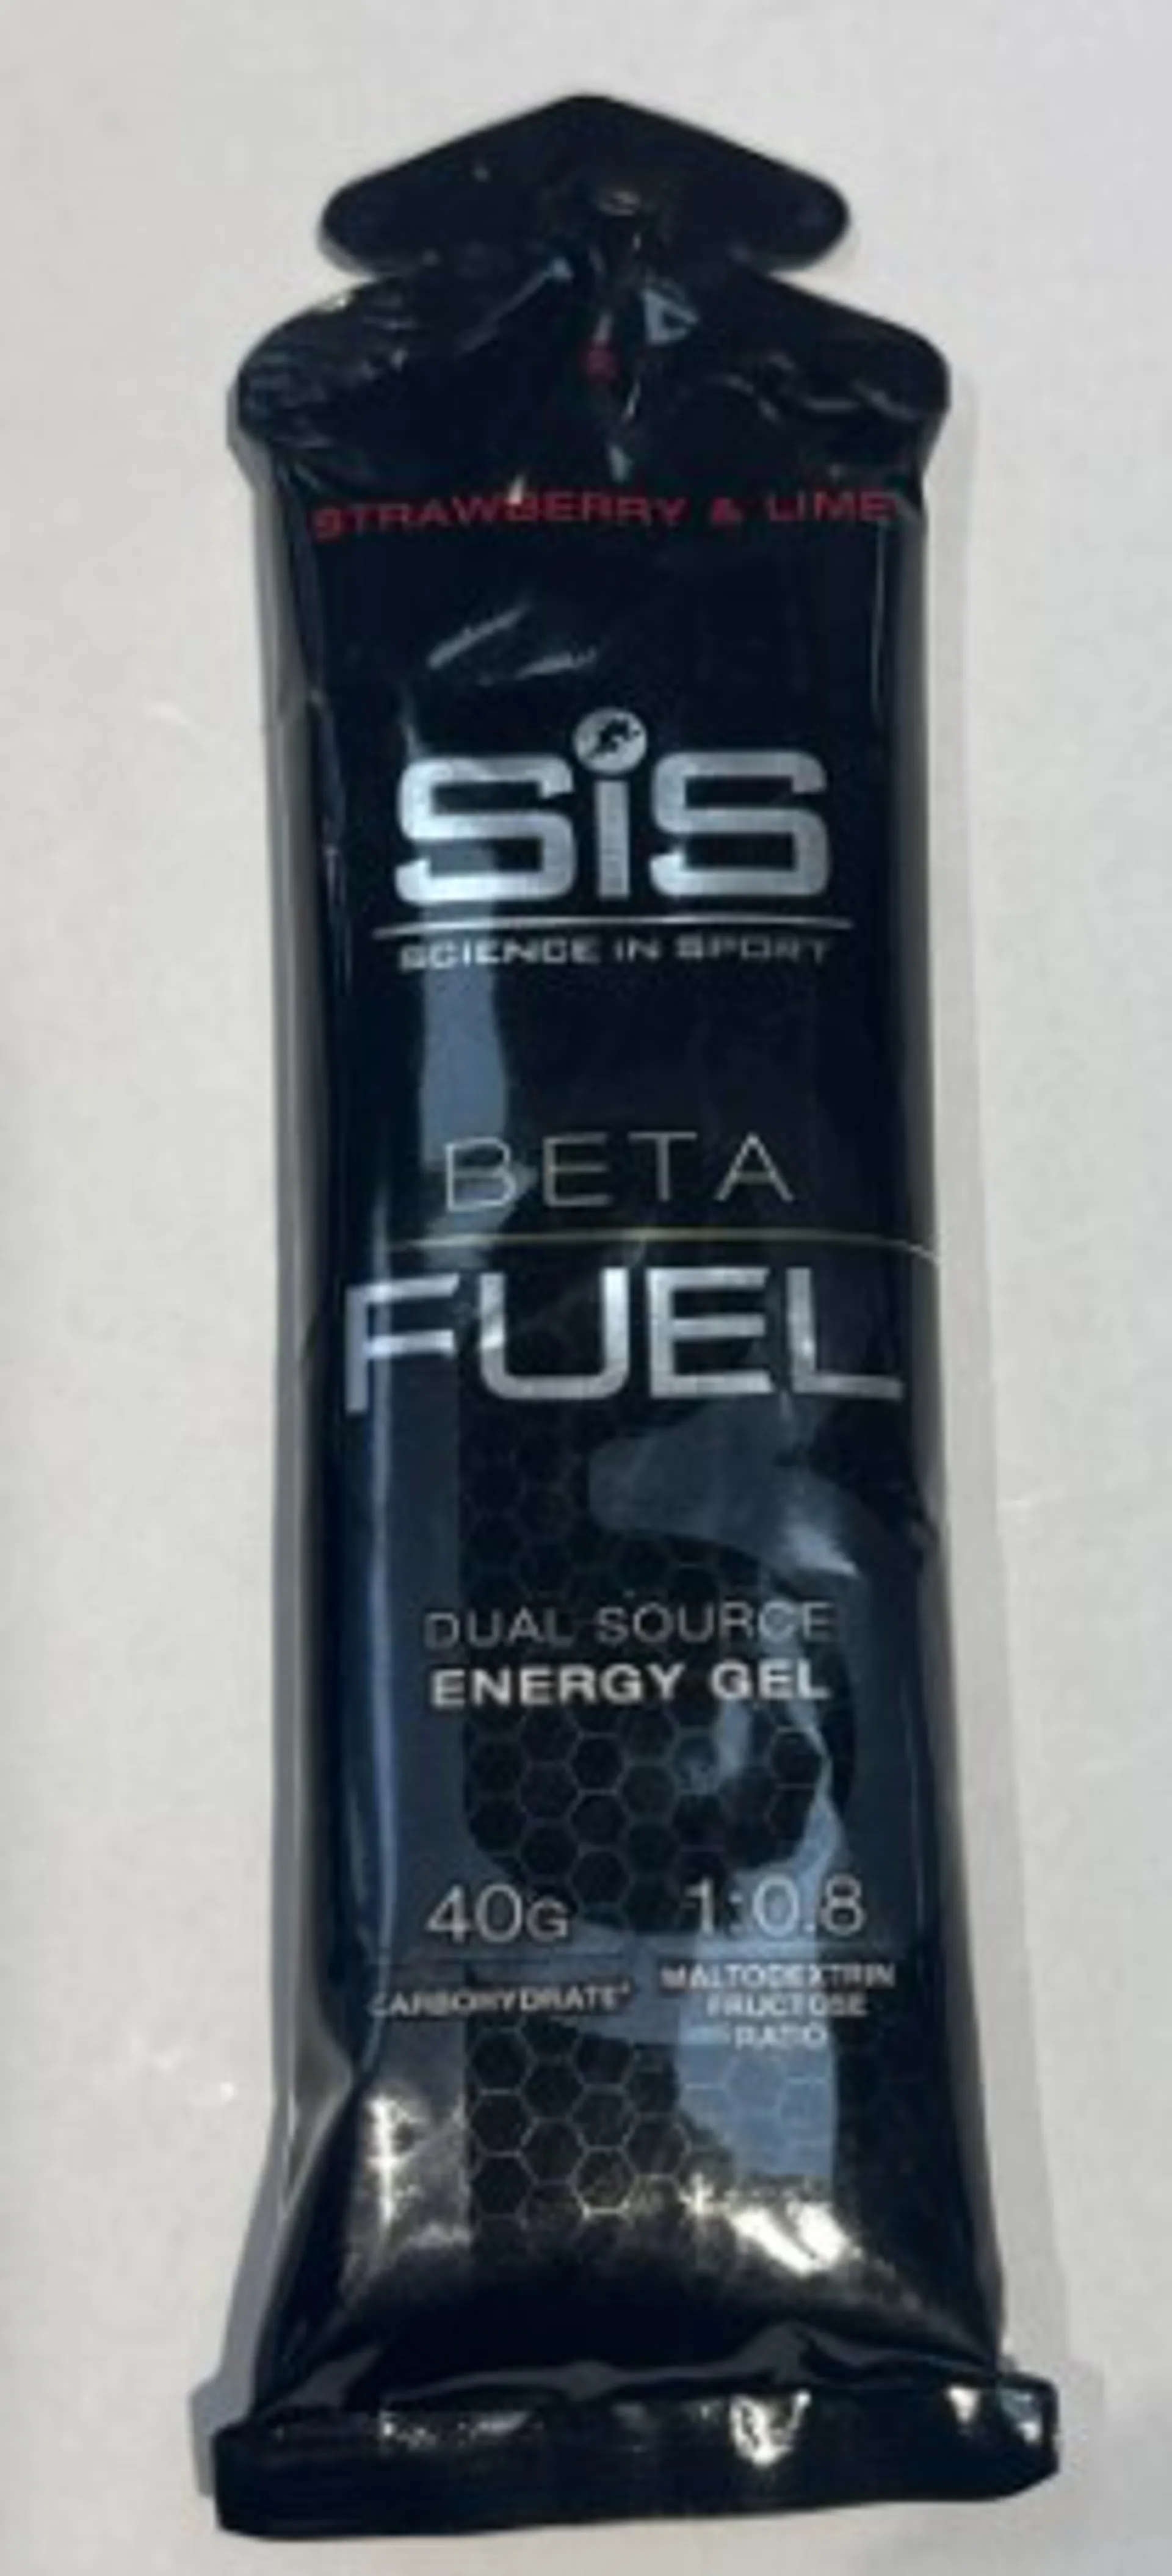 STRAWBERRY & LIME
SiS
SCIENCE IN SPORT
BETA
FUEL
DUAL SOURCE
ENERGY GEL
40G
CARBOHYDRATE*
1:0.8
MALTODEXTRIN
FRUCTOSE
RATIO